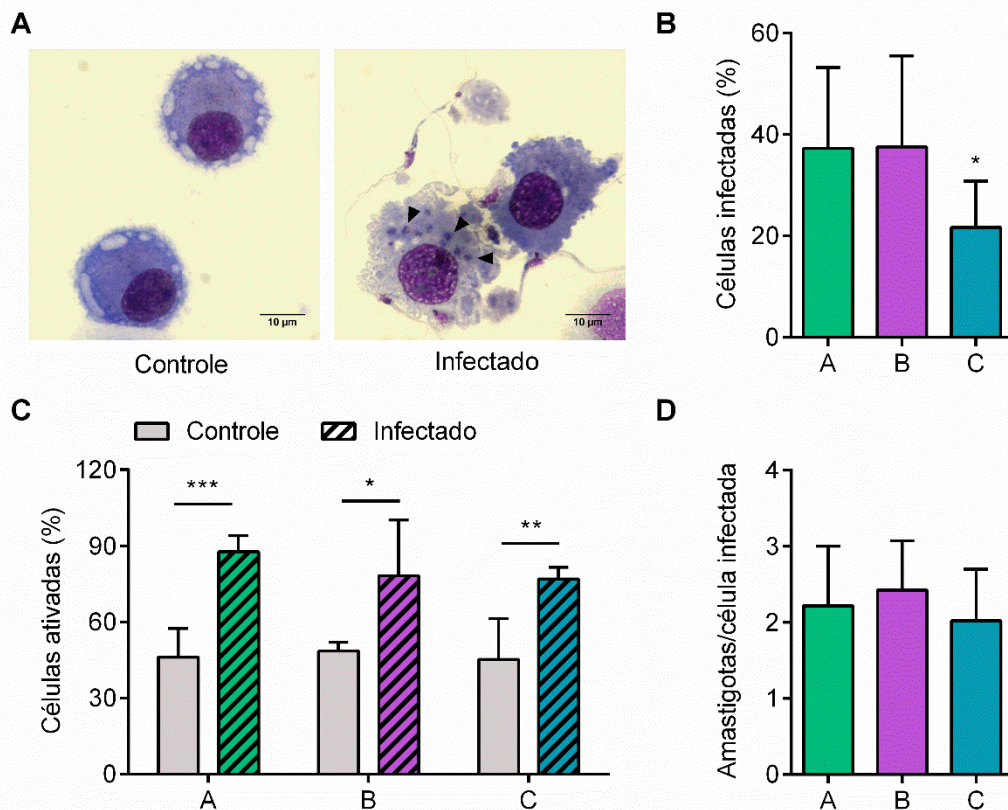 A
10 µm
Controle
10 µm
Infectado
B
Células infectadas (%)
60
40
20
0
*
A B C
C
Controle Infectado
Células ativadas (%)
120
90
60
30
0
***
*
**
A B C
D
Amastigotas/célula infectada
4
3
2
1
0
A B C